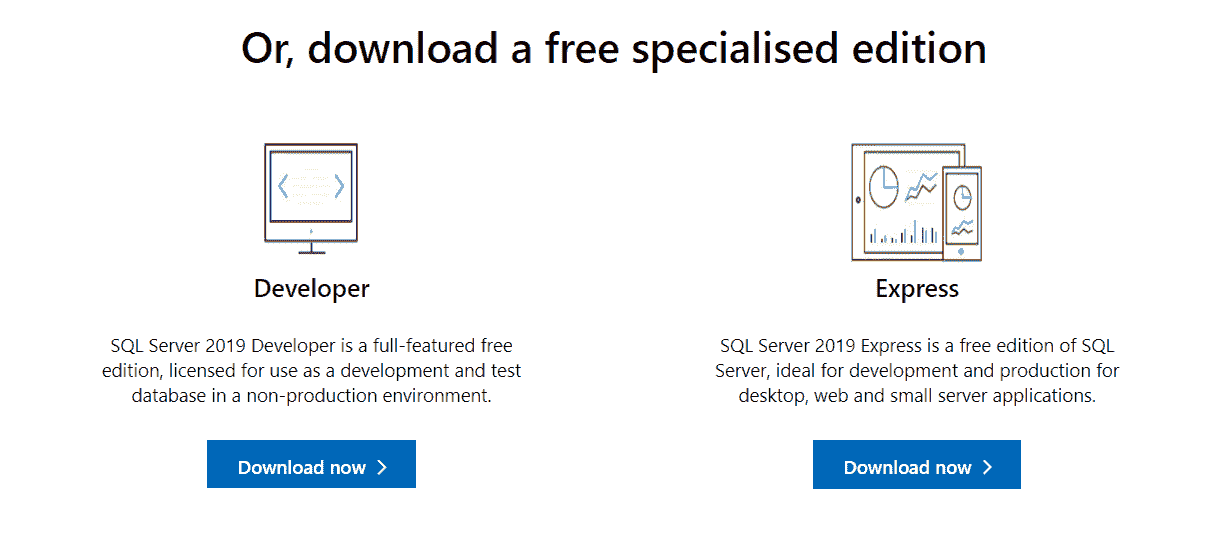 Or, download a free specialised edition
Developer
SQL Server 2019 Developer is a full-featured free
edition, licensed for use as a development and test
database in a non-production environment.
Download now
Express
SQL Server 2019 Express is a free edition of SQL
Server, ideal for development and production for
desktop, web and small server applications.
Download now